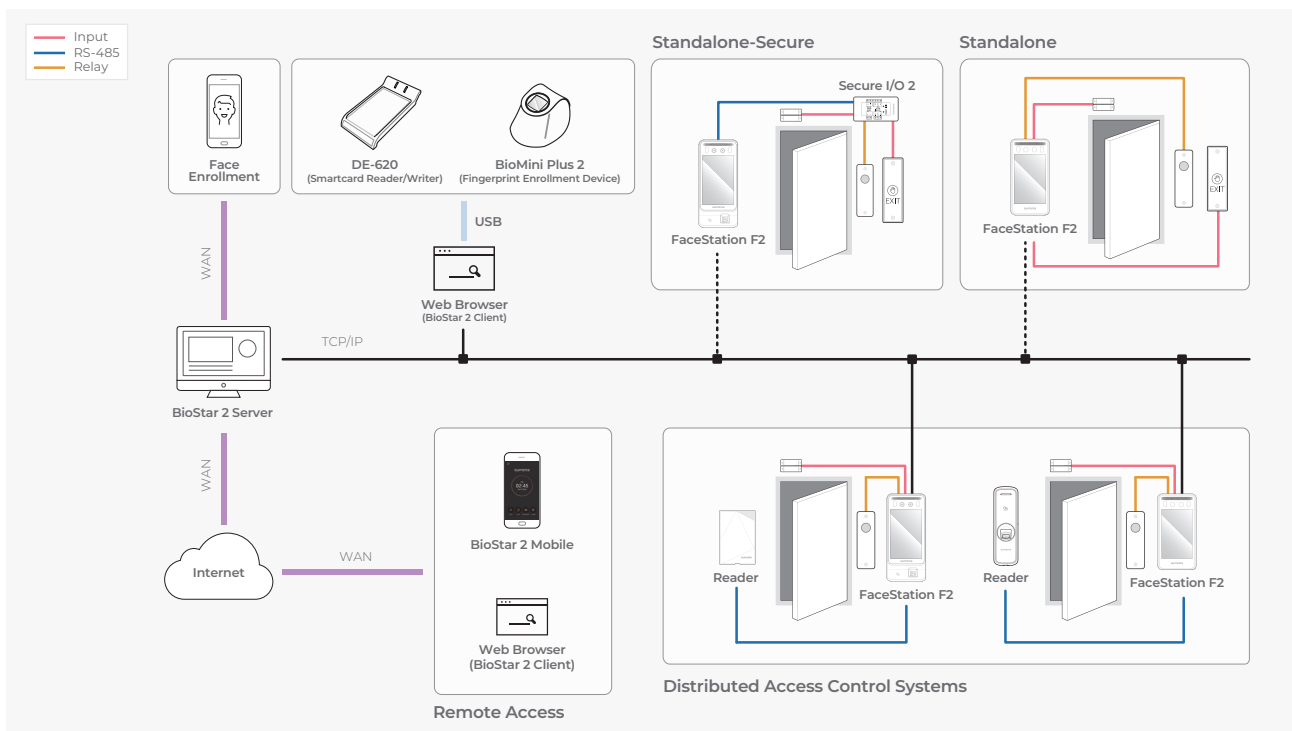 Input
RS-485
Relay
Face
Enrollment
DE-620
(Smartcard Reader/Writer)
BioMini Plus 2
(Fingerprint Enrollment Device)
USB
WAN
Web Browser
(BioStar 2 Client)
Standalone-Secure
Secure I/O 2
EXIT
FaceStation F2
Standalone
EXIT
FaceStation F2
TCP/IP
BioStar 2 Server
WAN
Internet
WAN
02:45
BioStar 2 Mobile
Web Browser
(BioStar 2 Client)
Remote Access
Reader
FaceStation F2
Reader
FaceStation F2
Distributed Access Control Systems